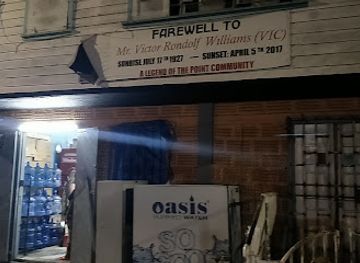 FAREWELL TO
Mr. Victor Rondolf Williams (VIC)
SUNRISE JULY 17TH 1927 — SUNSET: APRIL 5TH 2017
A LEGEND OF THE POINT COMMUNITY
oasis
WATER